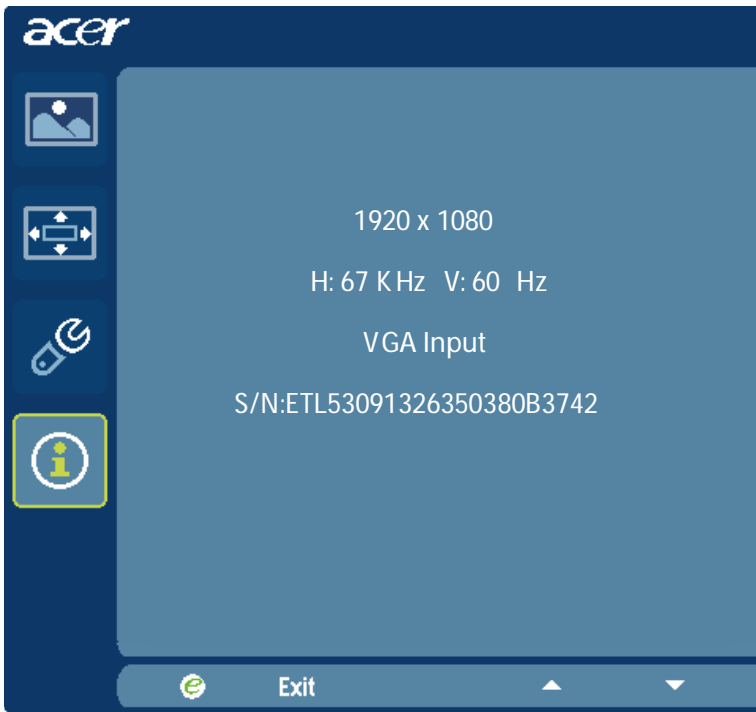 acer
1920 x 1080
H: 67 KHz V: 60 Hz
VGA Input
S/N:ETL53091326350380B3742
e Exit